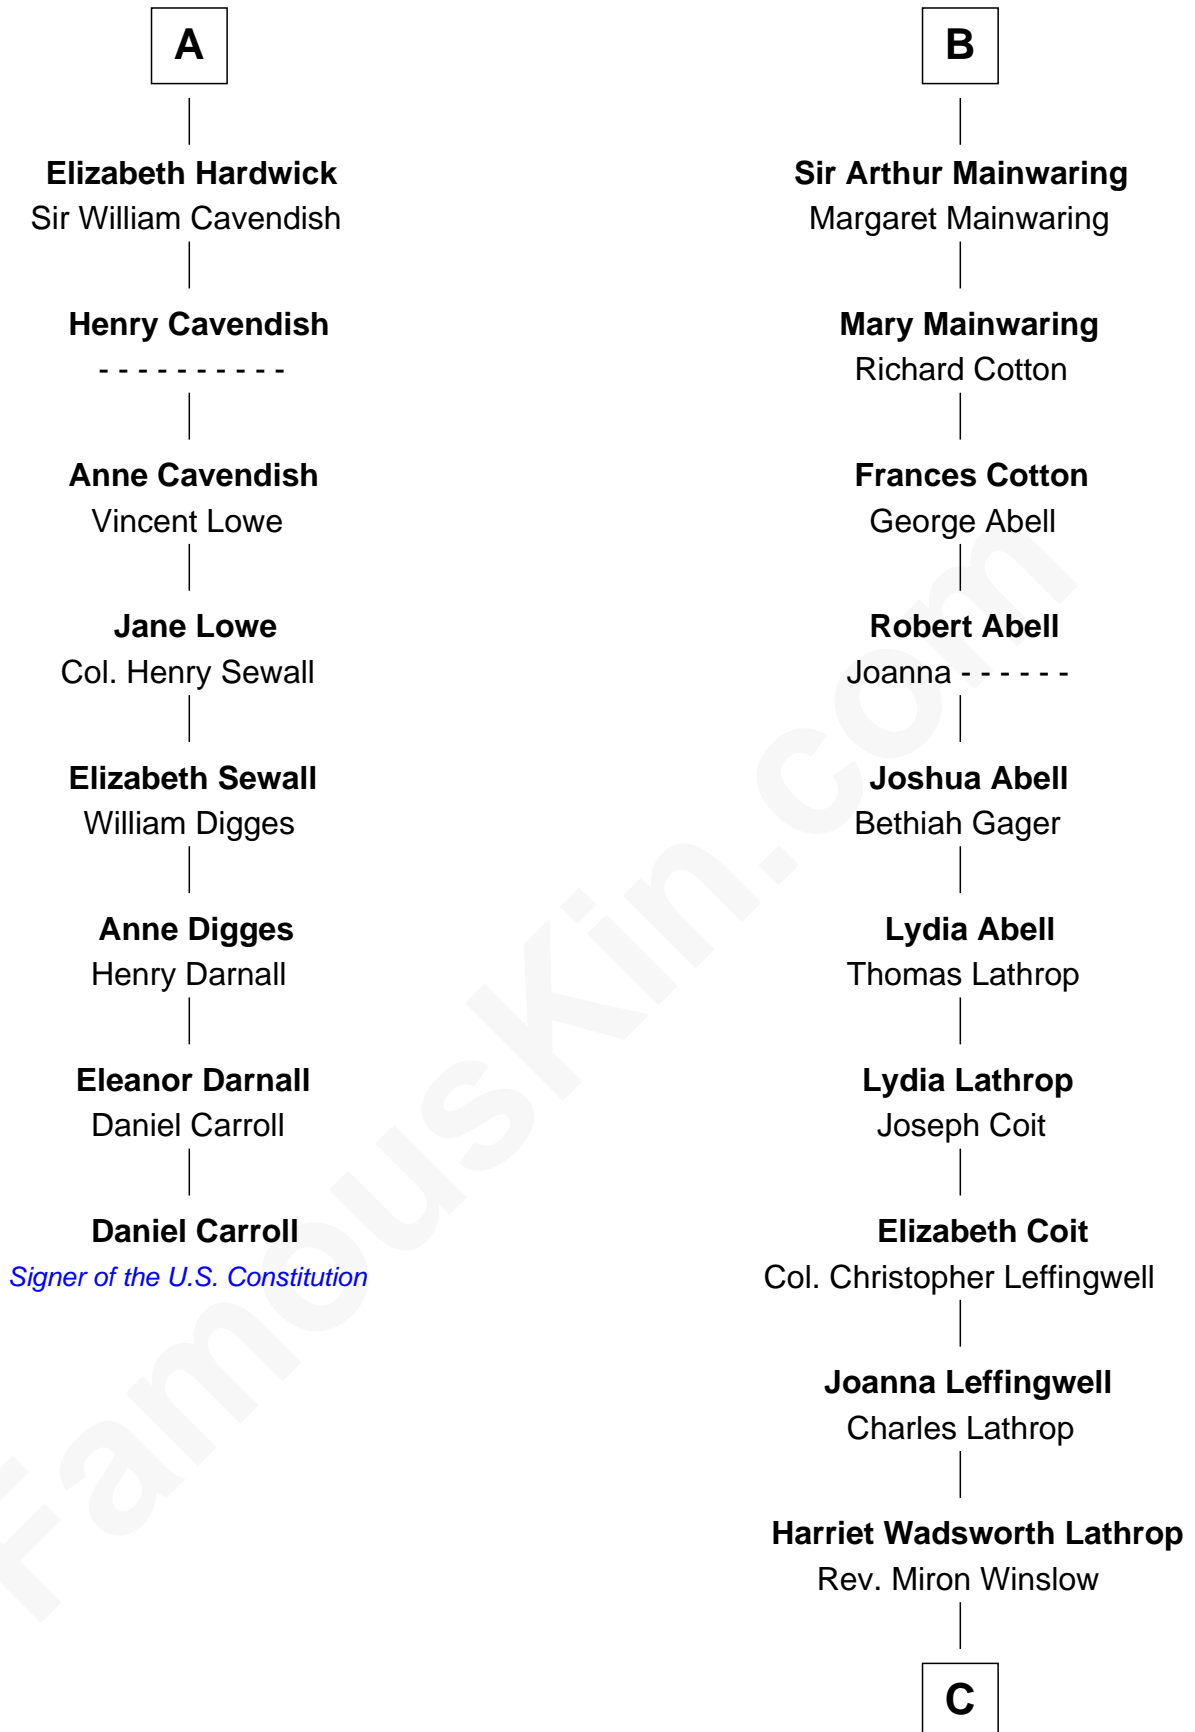 A
Elizabeth Hardwick
Sir William Cavendish
Henry Cavendish
- - - - - - - - - -
Anne Cavendish
Vincent Lowe
Jane Lowe
Col. Henry Sewall
Elizabeth Sewall
William Digges
Anne Digges
Henry Darnall
Eleanor Darnall
Daniel Carroll
Daniel Carroll
Signer of the U.S. Constitution
B
Sir Arthur Mainwaring
Margaret Mainwaring
Mary Mainwaring
Richard Cotton
Frances Cotton
George Abell
Robert Abell
Joanna - - - - - -
Joshua Abell
Bethiah Gager
Lydia Abell
Thomas Lathrop
Lydia Lathrop
Joseph Coit
Elizabeth Coit
Col. Christopher Leffingwell
Joanna Leffingwell
Charles Lathrop
Harriet Wadsworth Lathrop
Rev. Miron Winslow
C
FamousKin.com